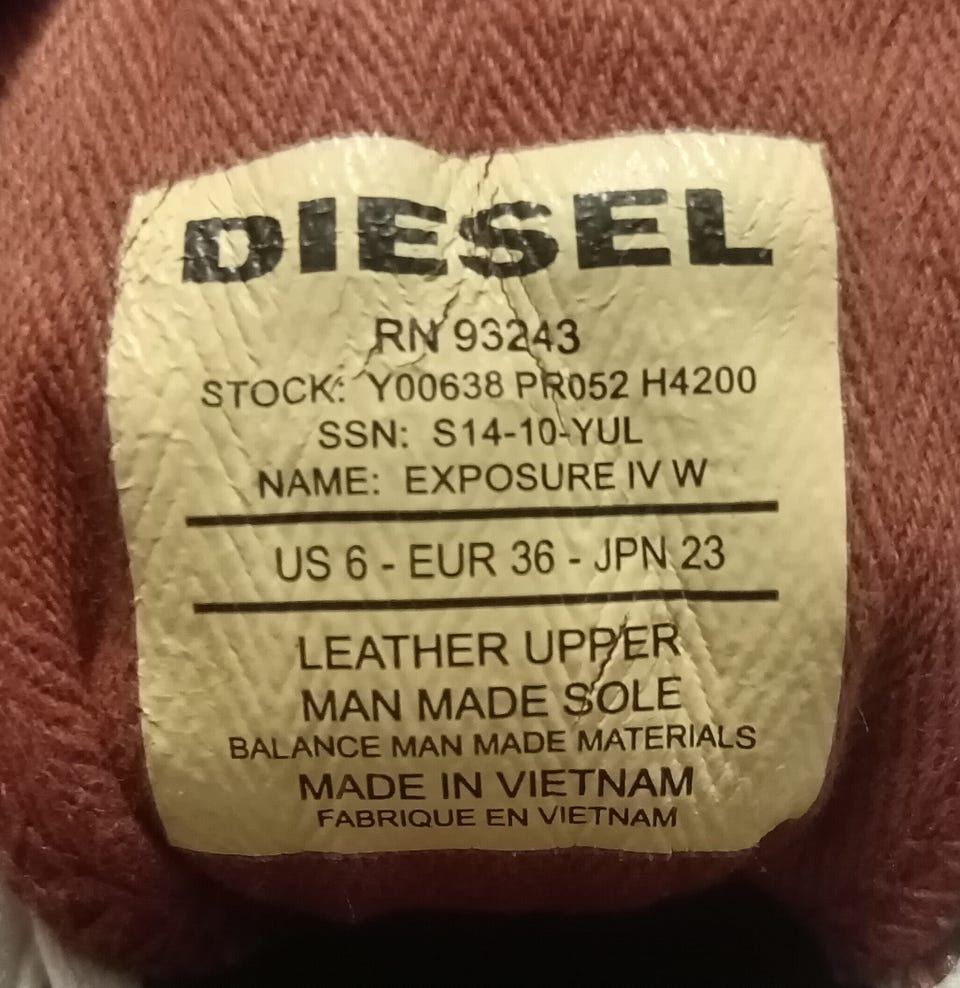 DIESEL
RN 93243
STOCK: Y00638 PR052 H4200
SSN: S14-10-YUL
NAME: EXPOSURE IV W
US 6 - EUR 36 - JPN 23
LEATHER UPPER
MAN MADE SOLE
BALANCE MAN MADE MATERIALS
MADE IN VIETNAM
FABRIQUE EN VIETNAM